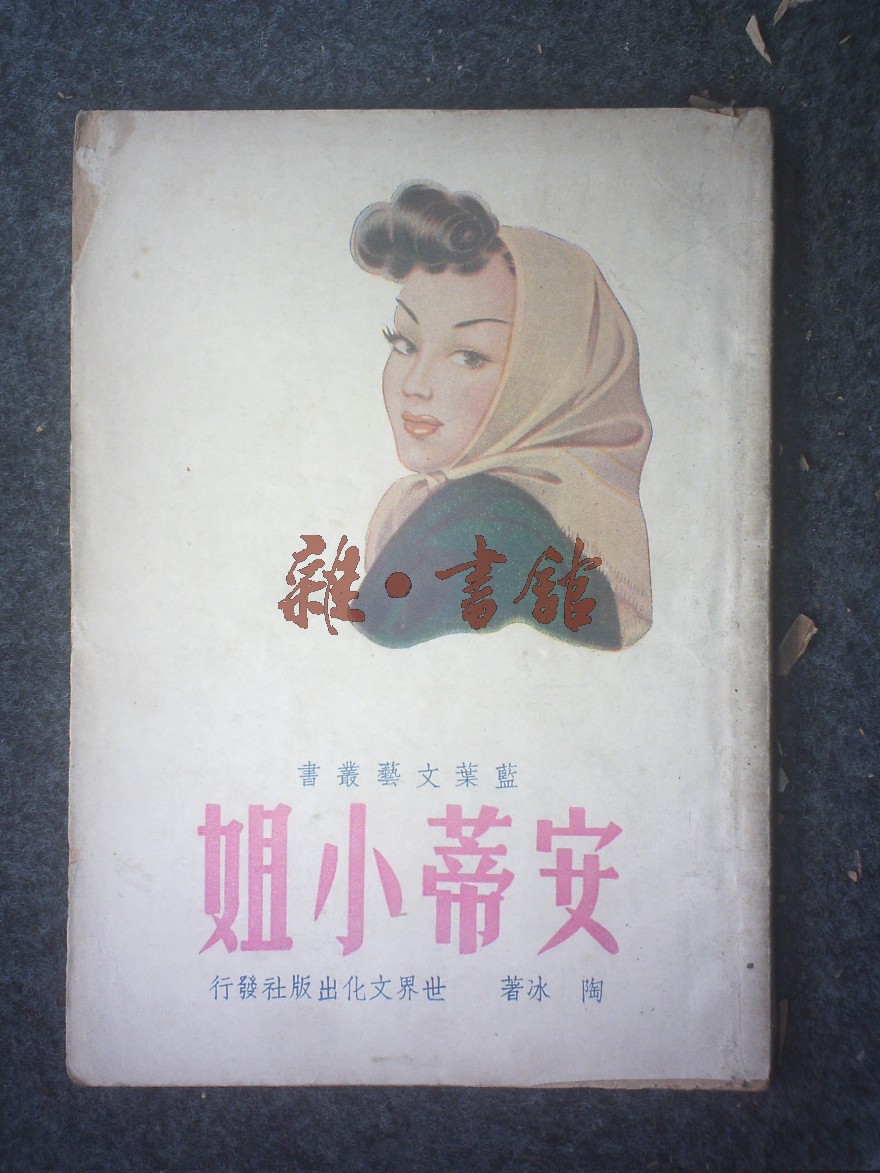 雜·書館
藍葉文藝叢書
安蒂小姐
陶冰著 世界文化出版社發行